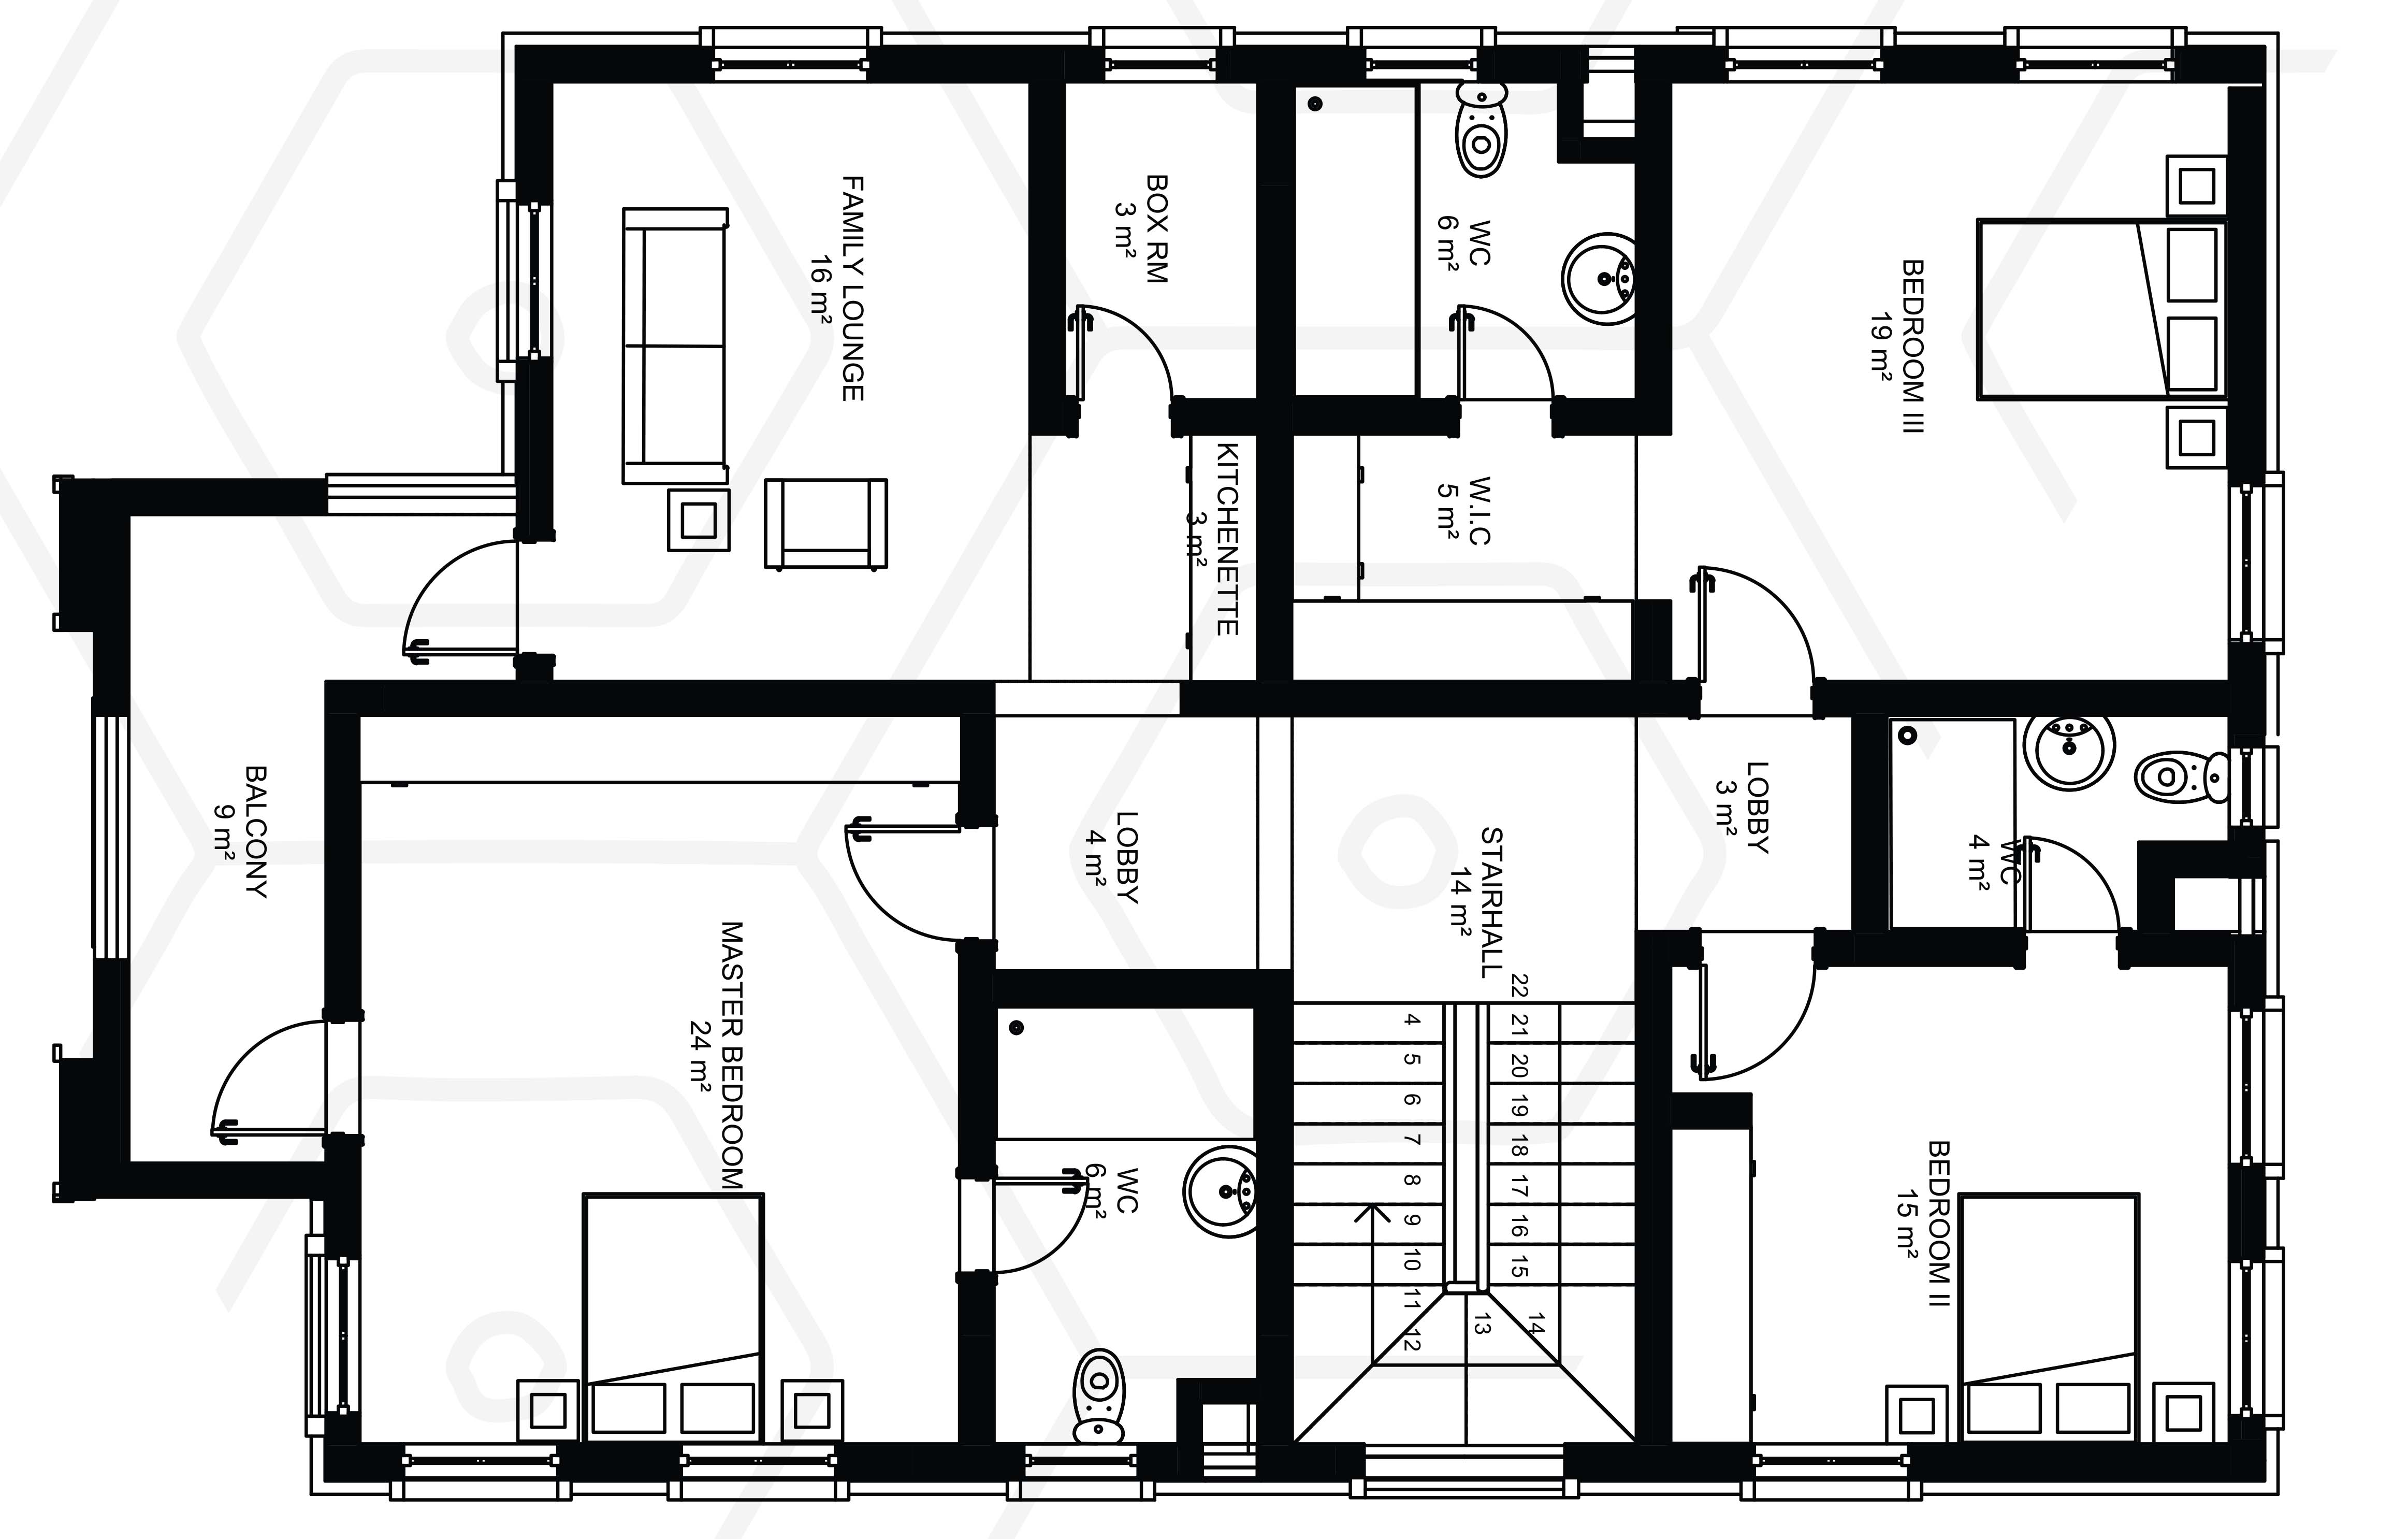 FAMILY LOUNGE
16 m²
BOX RM
3 m²
WC
6 m²
BEDROOM III
19 m²
KITCHENETTE
3 m²
W.I.C
5 m²
BALCONY
9 m²
MASTER BEDROOM
24 m²
LOBBY
4 m²
STAIRHALL
14 m²
LOBBY
3 m²
WC
4 m²
WC
6 m²
BEDROOM II
15 m²
4
5
6
7
8
9
10
11
12
13
14
15
16
17
18
19
20
21
22